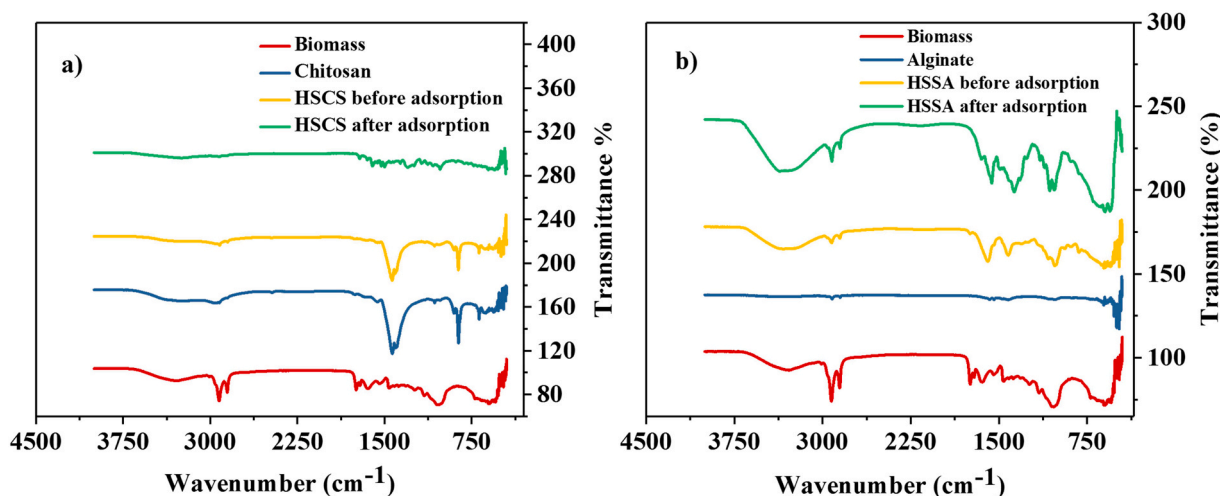 a)
Biomass
Chitosan
HSCS before adsorption
HSCS after adsorption
400
360
320
280
240
200
160
120
80
Transmittance %
4500 3750 3000 2250 1500 750
Wavenumber (cm-1)
b)
Biomass
Alginate
HSSA before adsorption
HSSA after adsorption
300
250
200
150
100
Transmittance (%)
4500 3750 3000 2250 1500 750
Wavenumber (cm-1)